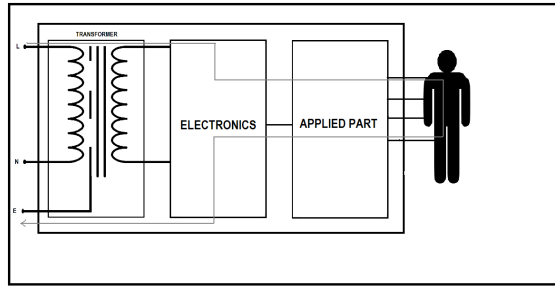 TRANSFORMER
L
ELECTRONICS
APPLIED PART
N
E